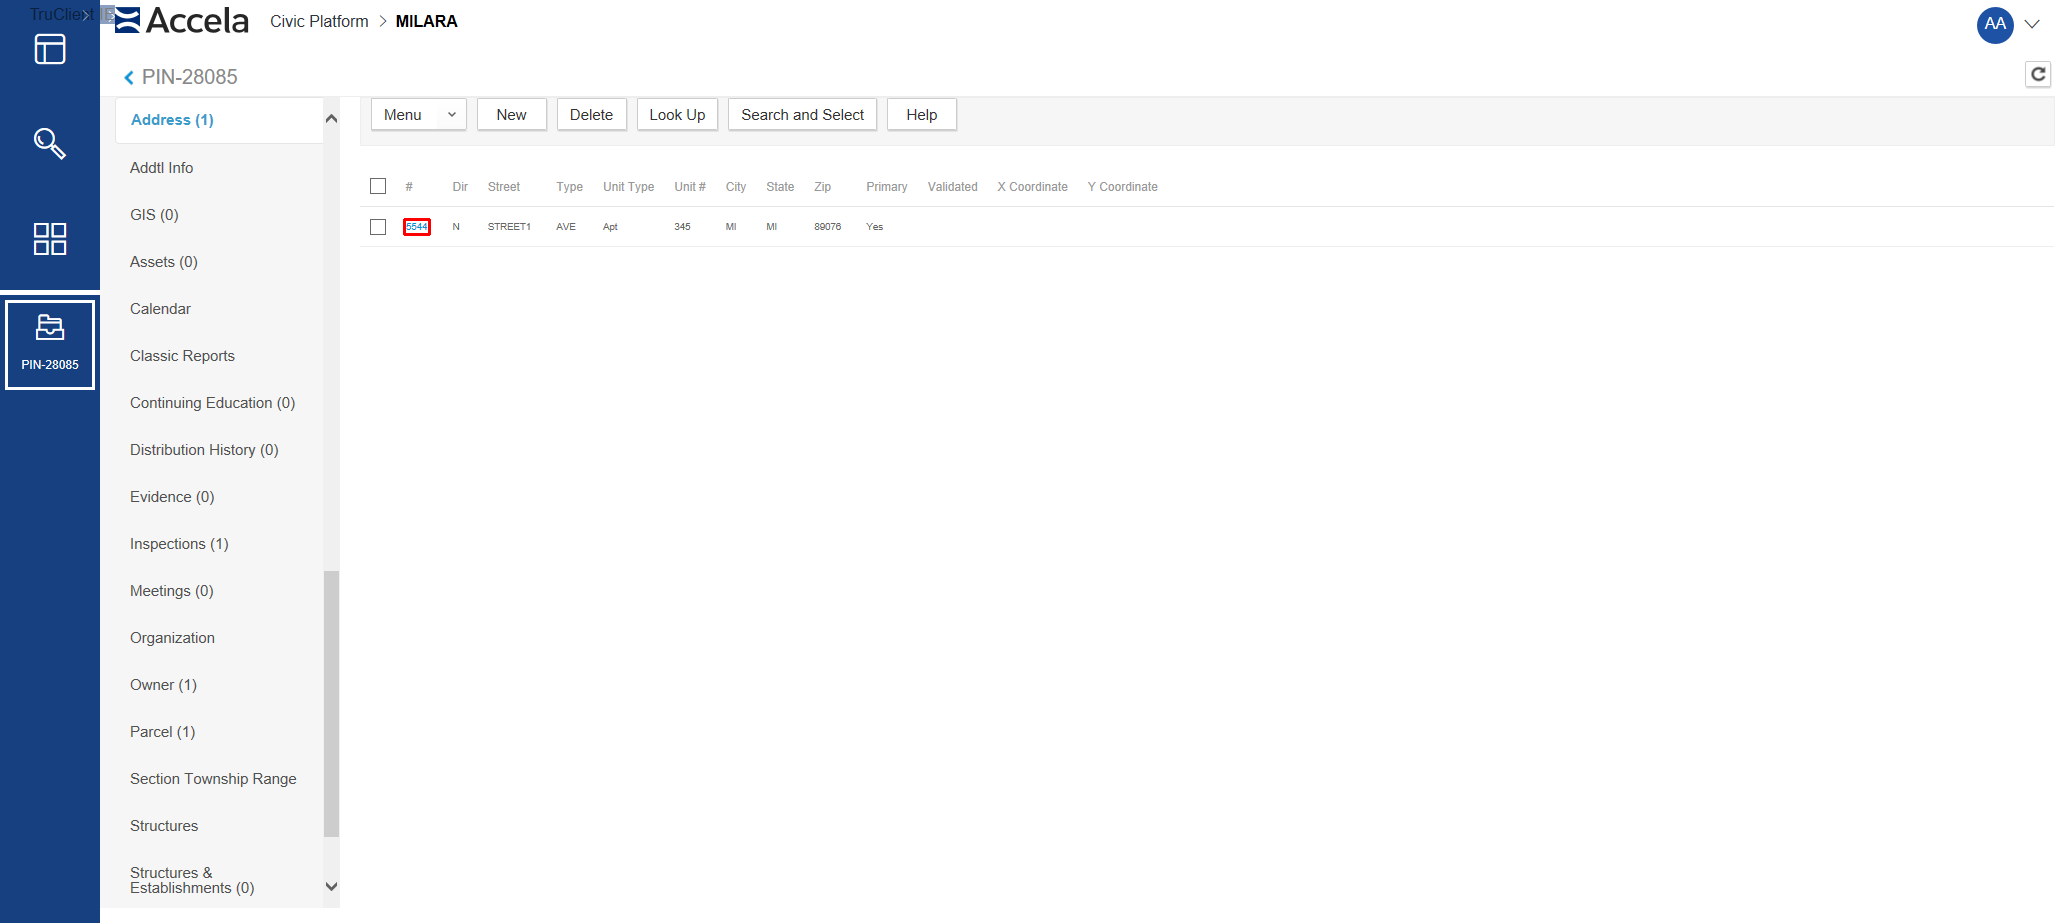 TruClient
Accela
Civic Platform > MILARA
AA
PIN-28085
Menu New Delete Look Up Search and Select Help
# Dir Street Type Unit Type Unit # City State Zip Primary Validated X Coordinate Y Coordinate
5544 N STREET1 AVE Apt 345 MI MI 89076 Yes
PIN-28085
Address (1)
Addtl Info
GIS (0)
Assets (0)
Calendar
Classic Reports
Continuing Education (0)
Distribution History (0)
Evidence (0)
Inspections (1)
Meetings (0)
Organization
Owner (1)
Parcel (1)
Section Township Range
Structures
Structures &
Establishments (0)